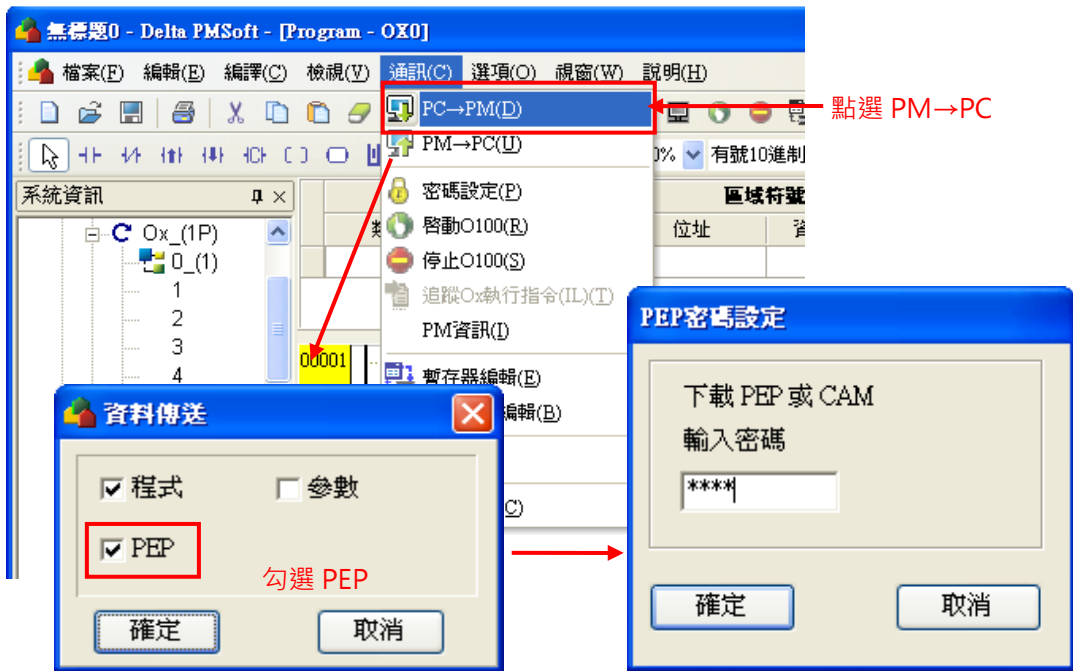 無標題0 - Delta PMSoft - [Program - OX0]
檔案(F) 編輯(E) 編譯(C) 檢視(V) 通訊(C) 選項(O) 視窗(W) 說明(H)
PC→PM(D)
點選 PM→PC
PM→PC(U)
0% 有號10進制
系統資訊
密碼設定(P)
區域符號
Ox_(1P)
啓動O100(R)
位址
0_(1)
停止O100(S)
1
追蹤Ox執行指令(IL)(T)
2
PM資訊(I)
3
00001
4
暫存器編輯(E)
編輯(B)
C)
資料傳送
程式
參數
PEP
勾選 PEP
確定
取消
PEP密碼設定
下載 PEP 或 CAM
輸入密碼
****
確定
取消